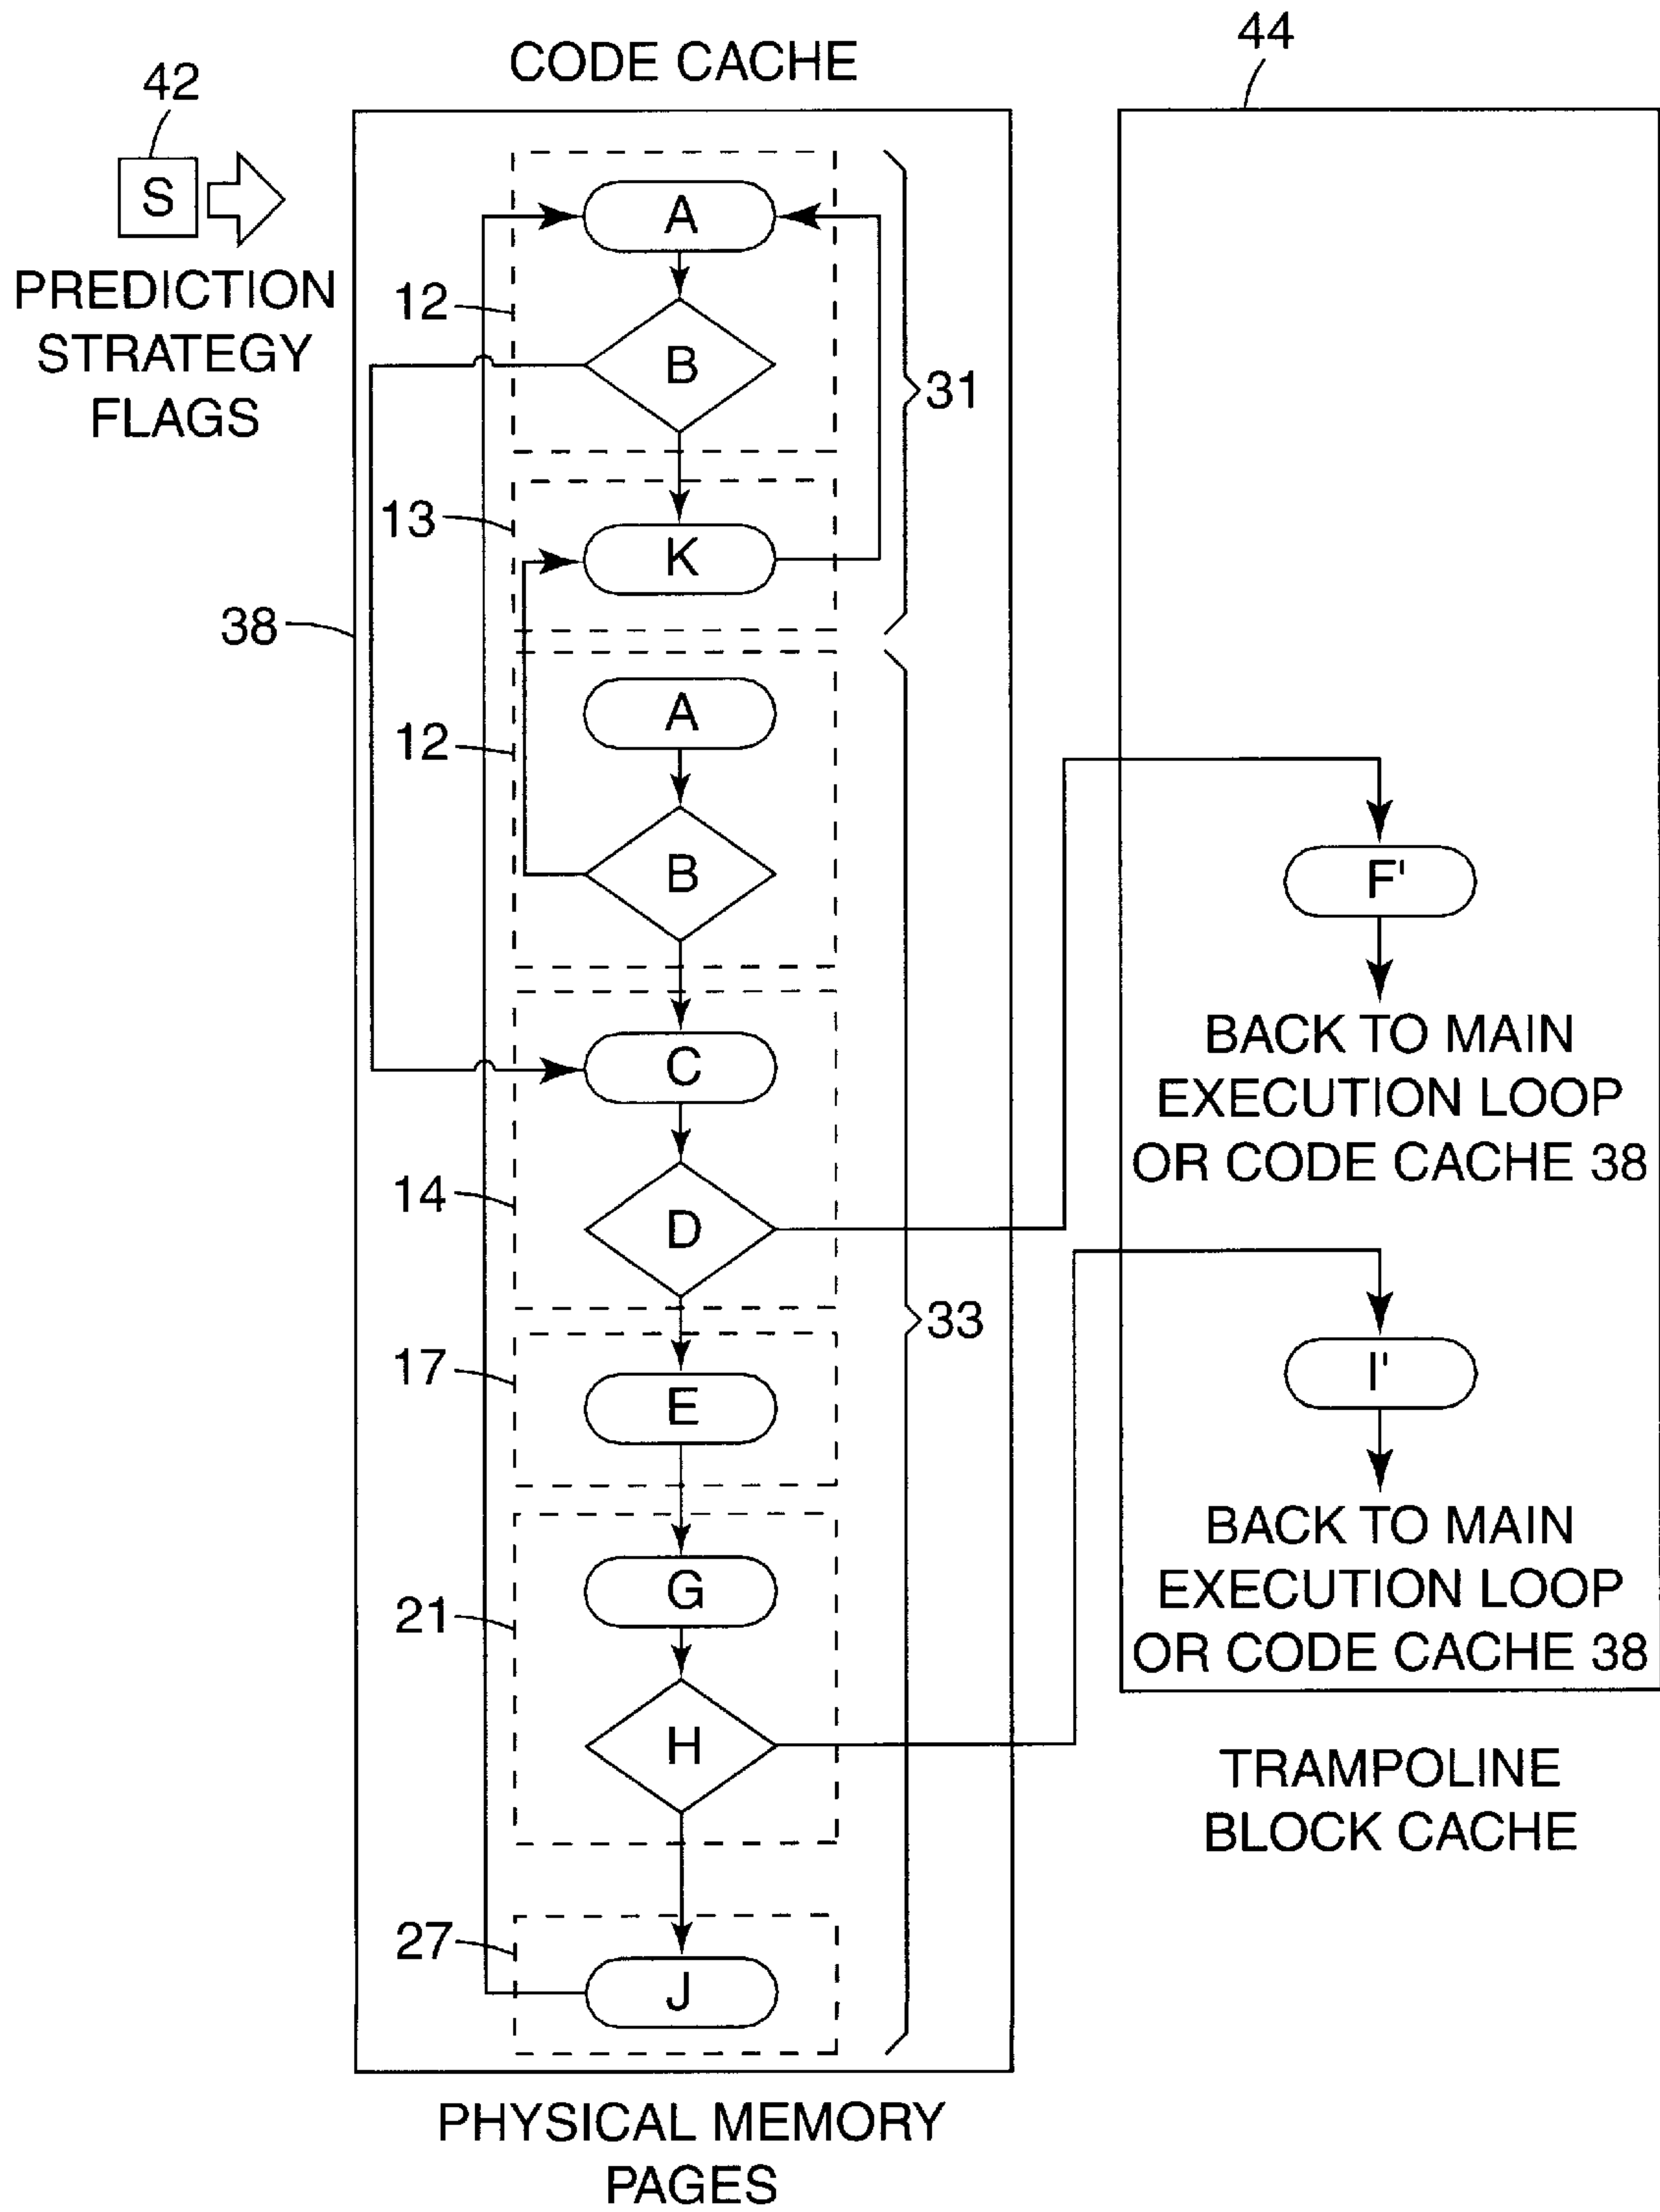 44
CODE CACHE
42
S
PREDICTION
STRATEGY
FLAGS
A
12
B
31
13
K
38
A
12
B
F'
BACK TO MAIN
EXECUTION LOOP
OR CODE CACHE 38
C
14
D
33
17
E
I'
BACK TO MAIN
EXECUTION LOOP
OR CODE CACHE 38
G
21
H
TRAMPOLINE
BLOCK CACHE
27
J
PHYSICAL MEMORY
PAGES